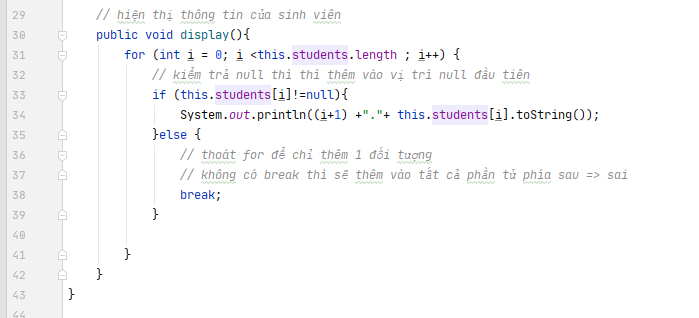 29 // hiện thị thông tin của sinh viên
30 public void display(){
31 for (int i = 0; i <this.students.length ; i++) {
32 // kiểm trả null thì thì thêm vào vị trí null đầu tiên
33 if (this.students[i]!=null){
34 System.out.println((i+1) +"."+ this.students[i].toString());
35 }else {
36 // thoát for để chỉ thêm 1 đối tượng
37 // không có break thì sẽ thêm vào tất cả phần tử phía sau => sai
38 break;
39 }
40
41 }
42 }
43 }
44